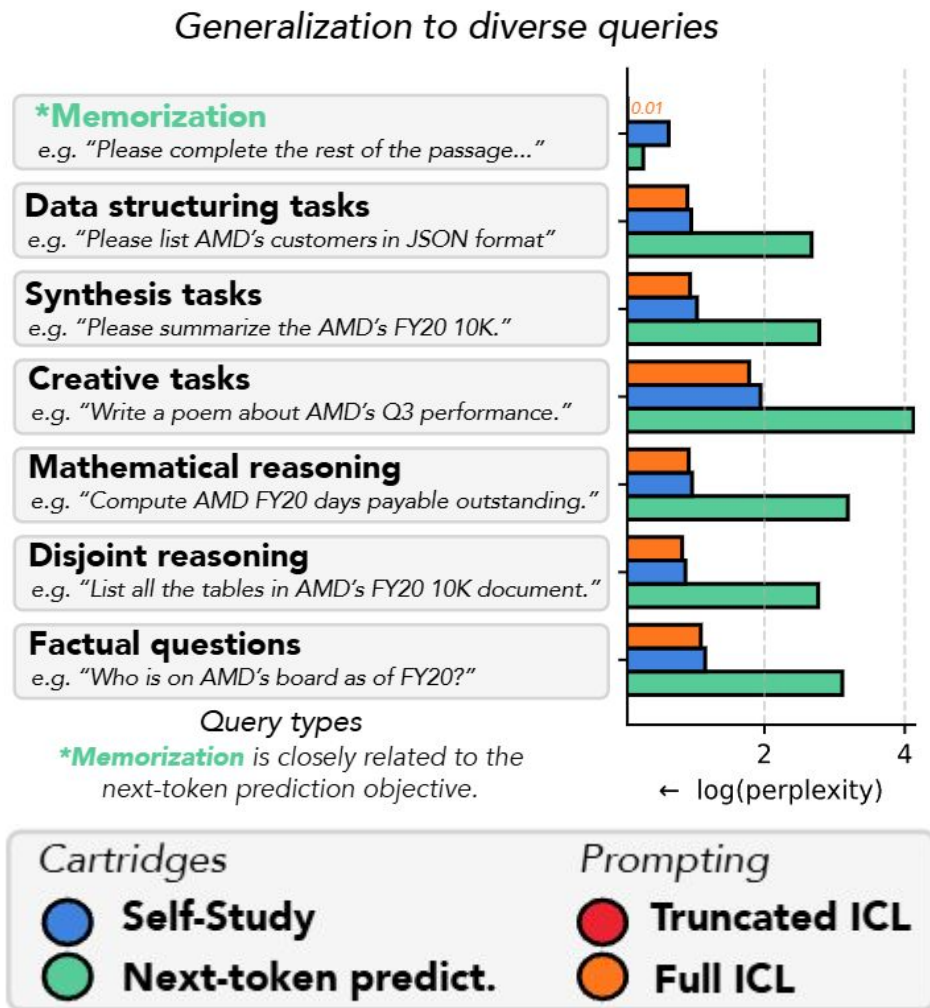 Generalization to diverse queries
*Memorization
e.g. “Please complete the rest of the passage...”
0.01
Data structuring tasks
e.g. “Please list AMD’s customers in JSON format”
Synthesis tasks
e.g. “Please summarize the AMD’s FY20 10K.”
Creative tasks
e.g. “Write a poem about AMD’s Q3 performance.”
Mathematical reasoning
e.g. “Compute AMD FY20 days payable outstanding.”
Disjoint reasoning
e.g. “List all the tables in AMD’s FY20 10K document.”
Factual questions
e.g. “Who is on AMD’s board as of FY20?”
Query types
*Memorization is closely related to the
next-token prediction objective.
2 4
← log(perplexity)
Cartridges
Self-Study
Next-token predict.
Prompting
Truncated ICL
Full ICL